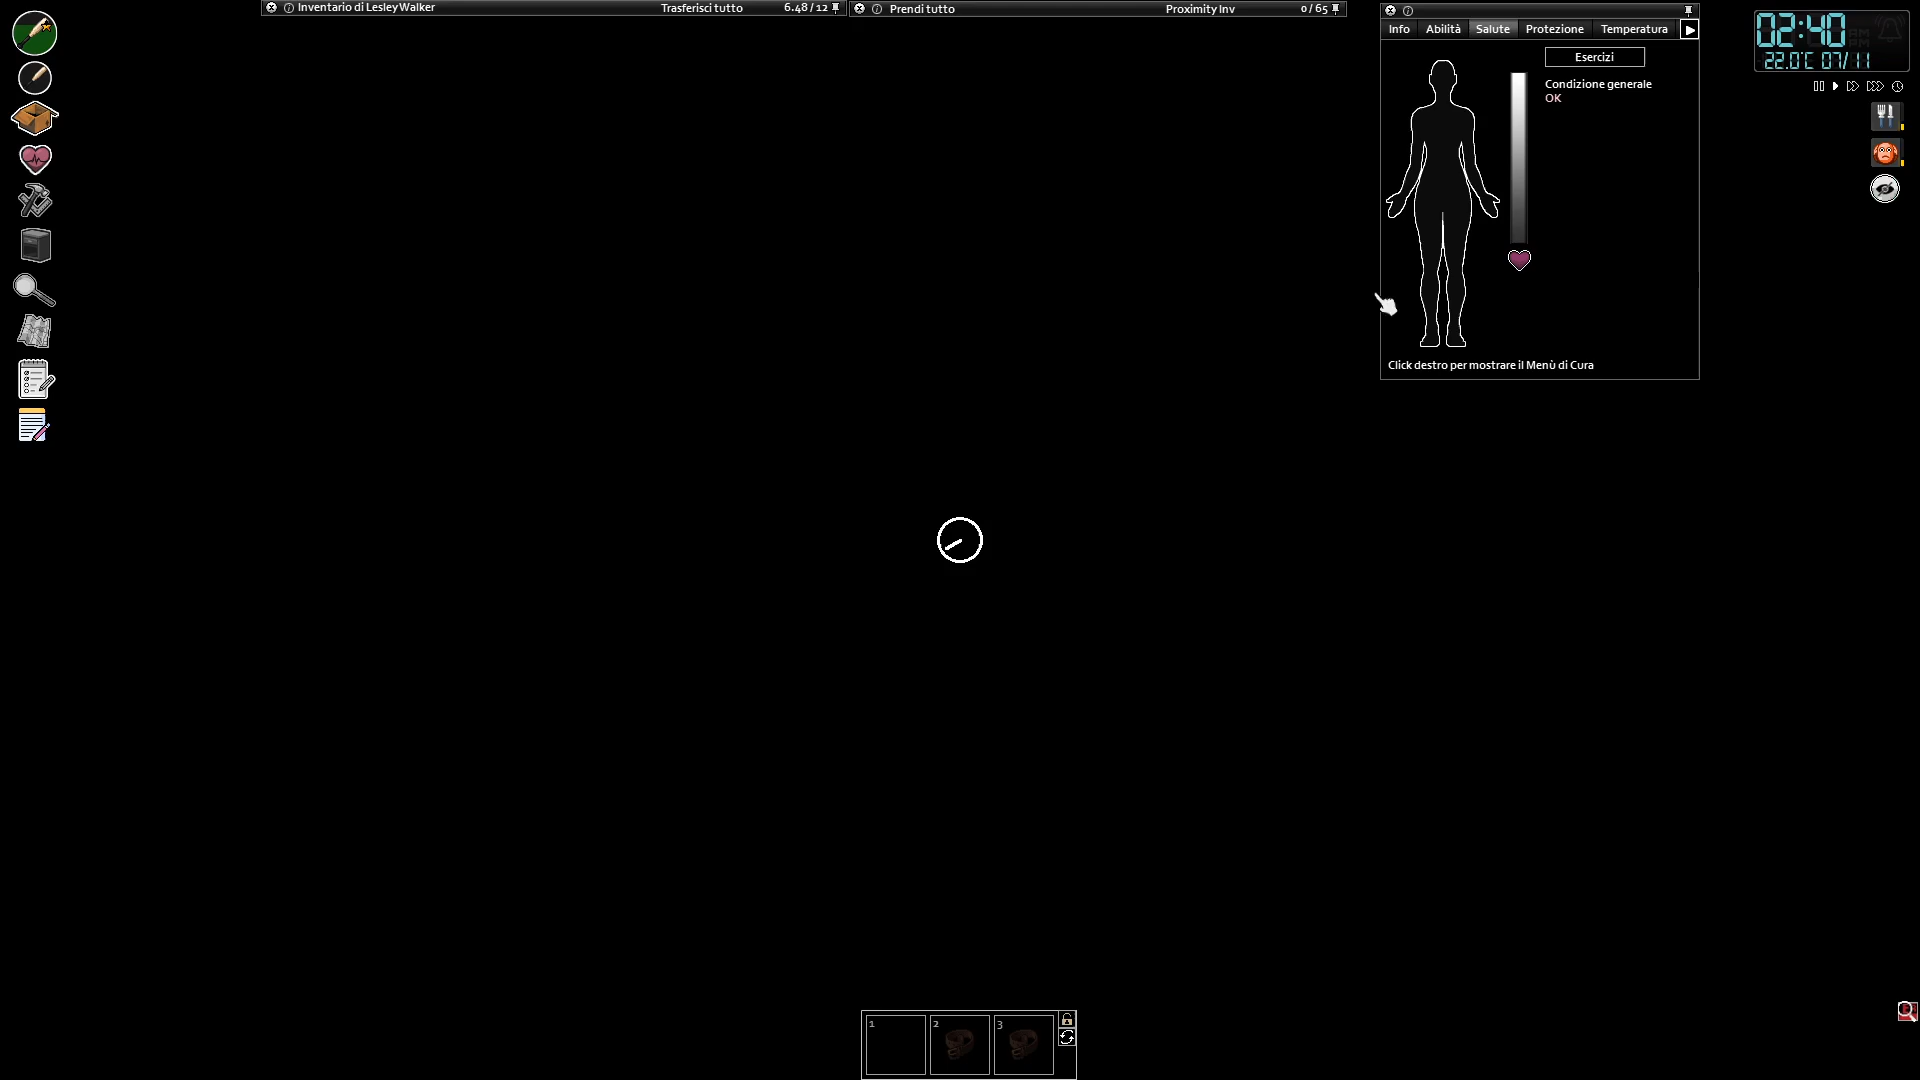 Inventario di Lesley Walker Trasferisci tutto 6.48 / 12
Prendi tutto Proximity Inv 0 / 65
Info Abilità Salute Protezione Temperatura
Esercizi
Condizione generale
OK
Click destro per mostrare il Menù di Cura
02:40
AM
PM
22.0°C 07/11
1 2 3